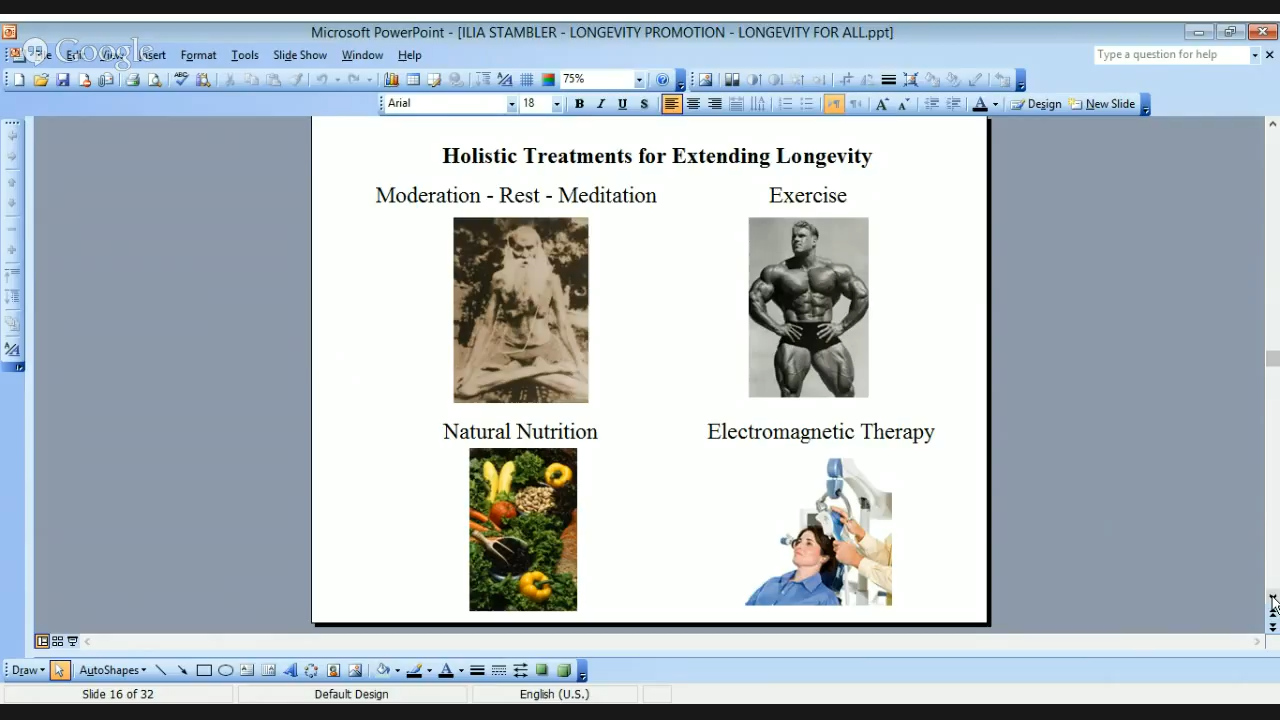 Microsoft PowerPoint - [ILIA STAMBLER - LONGEVITY PROMOTION - LONGEVITY FOR ALL.ppt]
Google
Insert Format Tools Slide Show Window Help
Type a question for help
75%
Arial 18 Design New Slide
Holistic Treatments for Extending Longevity
Moderation - Rest - Meditation Exercise
Natural Nutrition Electromagnetic Therapy
Draw AutoShapes
Slide 16 of 32 Default Design English (U.S.)